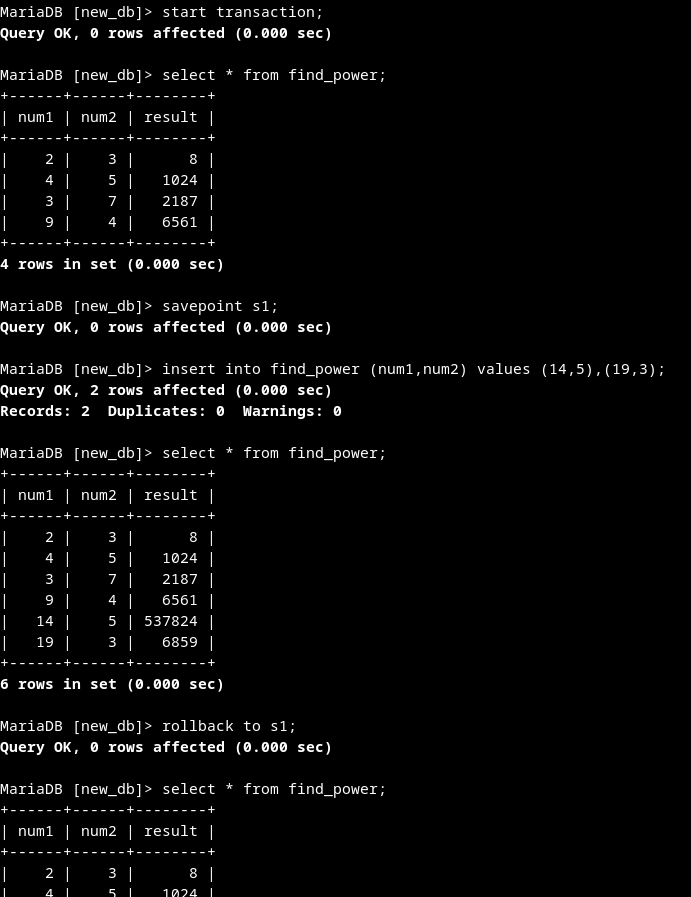 MariaDB [new_db]> start transaction;
Query OK, 0 rows affected (0.000 sec)

MariaDB [new_db]> select * from find_power;
+------+------+--------+
| num1 | num2 | result |
+------+------+--------+
|    2 |    3 |      8 |
|    4 |    5 |   1024 |
|    3 |    7 |   2187 |
|    9 |    4 |   6561 |
+------+------+--------+
4 rows in set (0.000 sec)

MariaDB [new_db]> savepoint s1;
Query OK, 0 rows affected (0.000 sec)

MariaDB [new_db]> insert into find_power (num1,num2) values (14,5),(19,3);
Query OK, 2 rows affected (0.000 sec)
Records: 2  Duplicates: 0  Warnings: 0

MariaDB [new_db]> select * from find_power;
+------+------+--------+
| num1 | num2 | result |
+------+------+--------+
|    2 |    3 |      8 |
|    4 |    5 |   1024 |
|    3 |    7 |   2187 |
|    9 |    4 |   6561 |
|   14 |    5 | 537824 |
|   19 |    3 |   6859 |
+------+------+--------+
6 rows in set (0.000 sec)

MariaDB [new_db]> rollback to s1;
Query OK, 0 rows affected (0.000 sec)

MariaDB [new_db]> select * from find_power;
+------+------+--------+
| num1 | num2 | result |
+------+------+--------+
|    2 |    3 |      8 |
|    4 |    5 |   1024 |